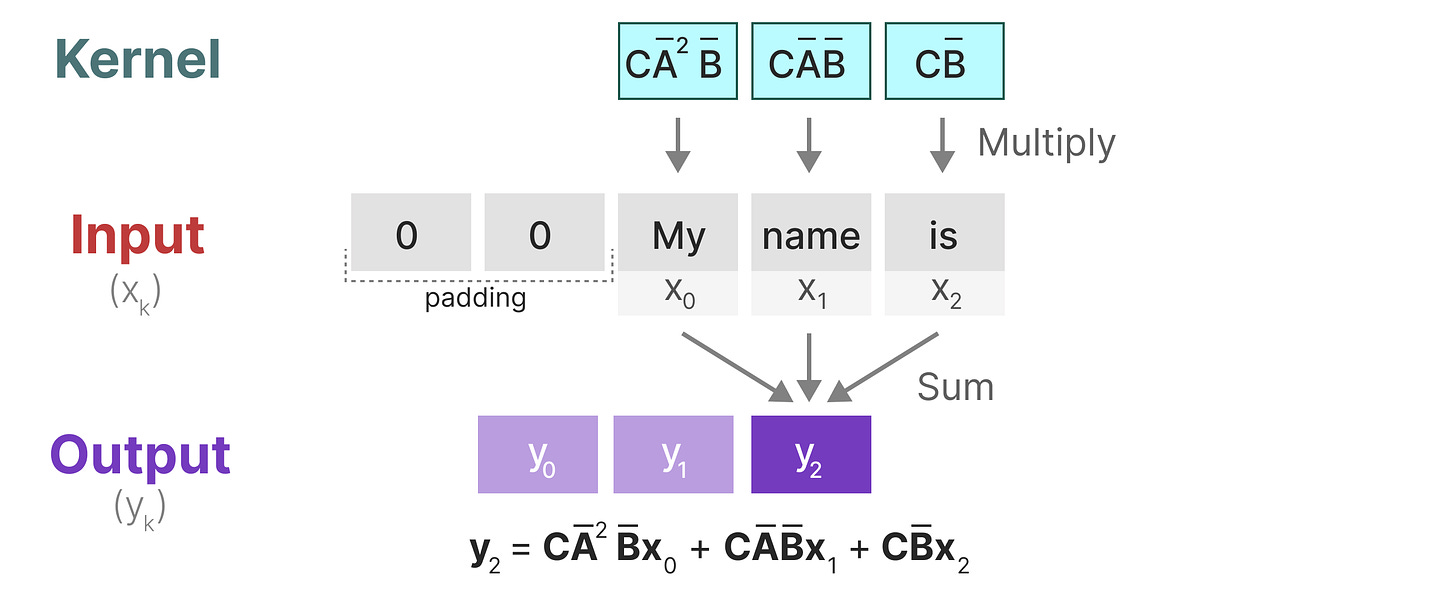 Kernel
CA̅² B̅ CA̅B̅ CB̅
Multiply
Input
0 0 My name is
(xₖ)
padding
x₀ x₁ x₂
Sum
Output
y₀ y₁ y₂
(yₖ)
y₂ = CA̅² B̅x₀ + CA̅B̅x₁ + CB̅x₂